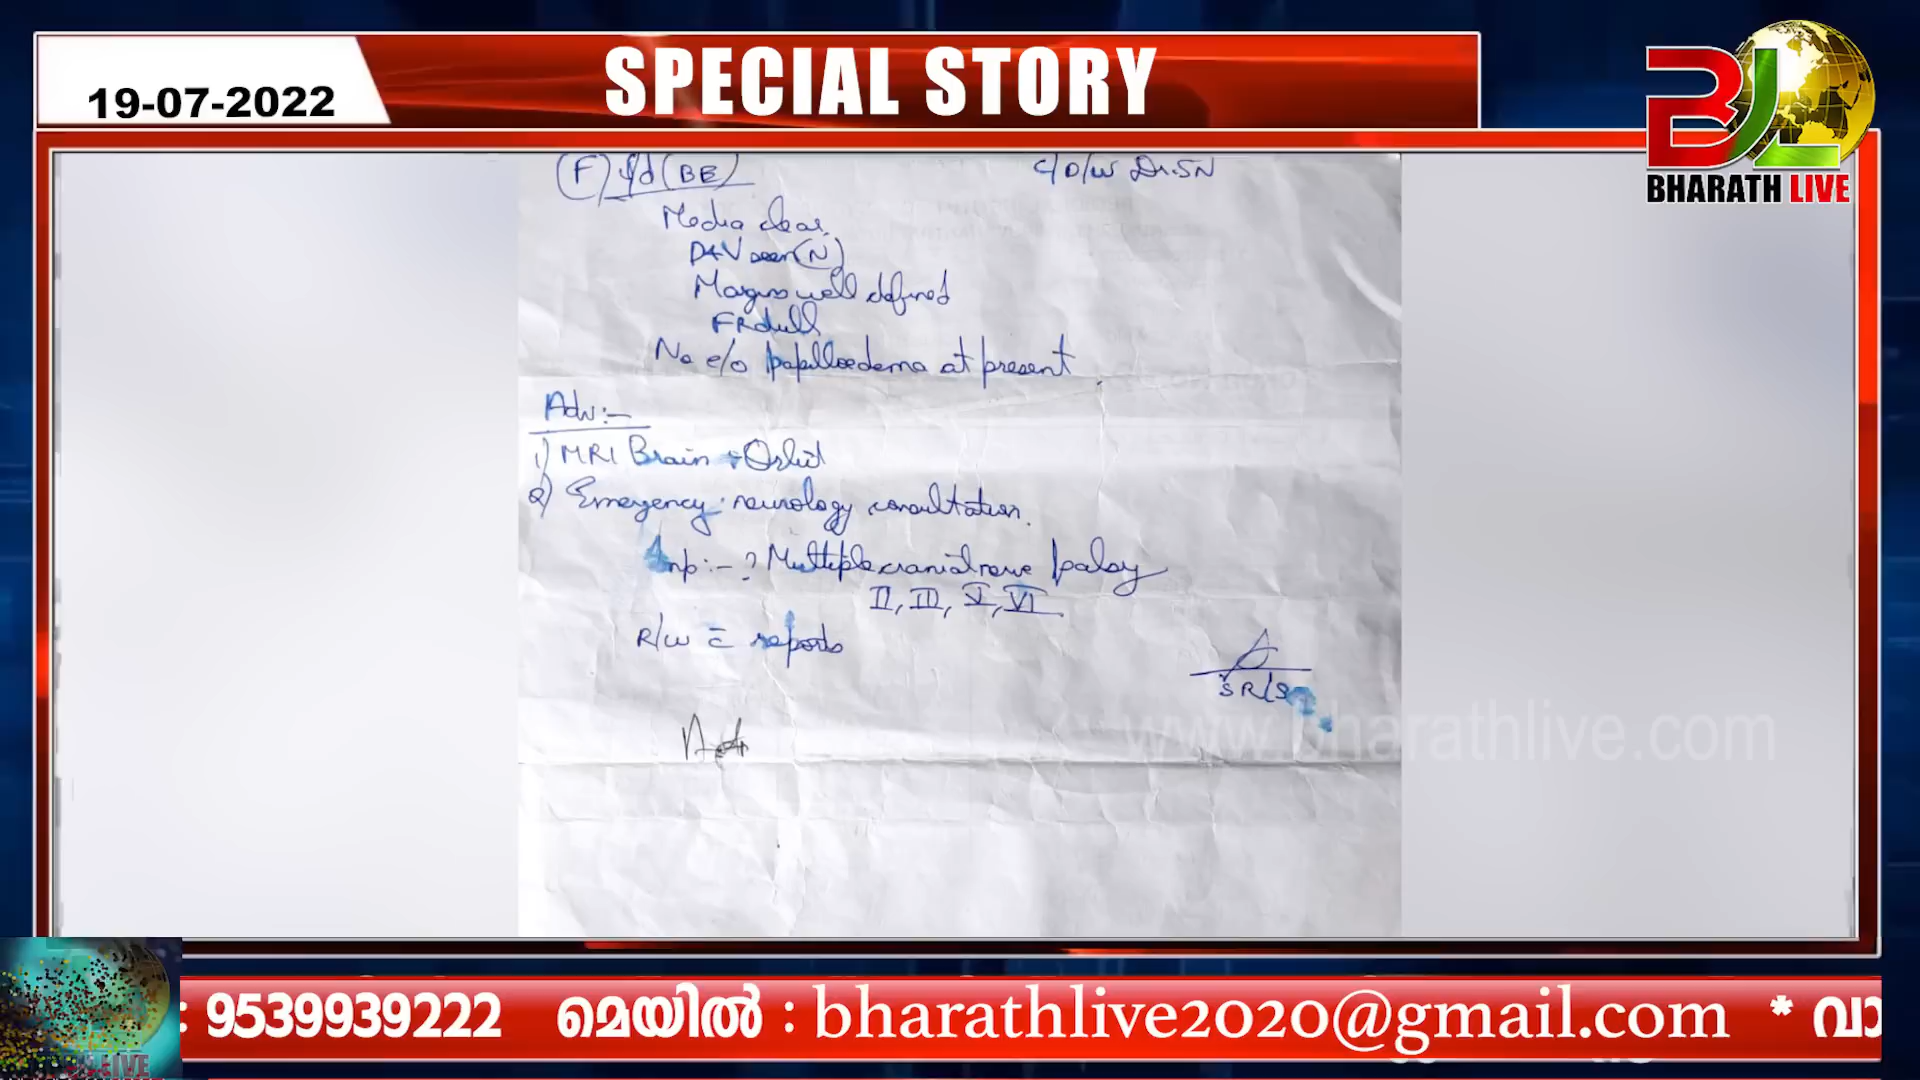 19-07-2022
SPECIAL STORY
BL
BHARATH LIVE
(F) (BE)
C/D/W Dr. SN
Media clear
D+V seen (N)
Margins well defined
FR dull
No e/o papilloedema at present
Adv:-
1) MRI Brain + Orbit
2) Emergency neurology consultation.
Imp:- ? Multiple cranial nerve palsy
II, III, V, VI
R/W c̄ reports
SR/S
www.bharathlive.com
: 9539939222 മെയിൽ : bharathlive2020@gmail.com * വാ
LIVE